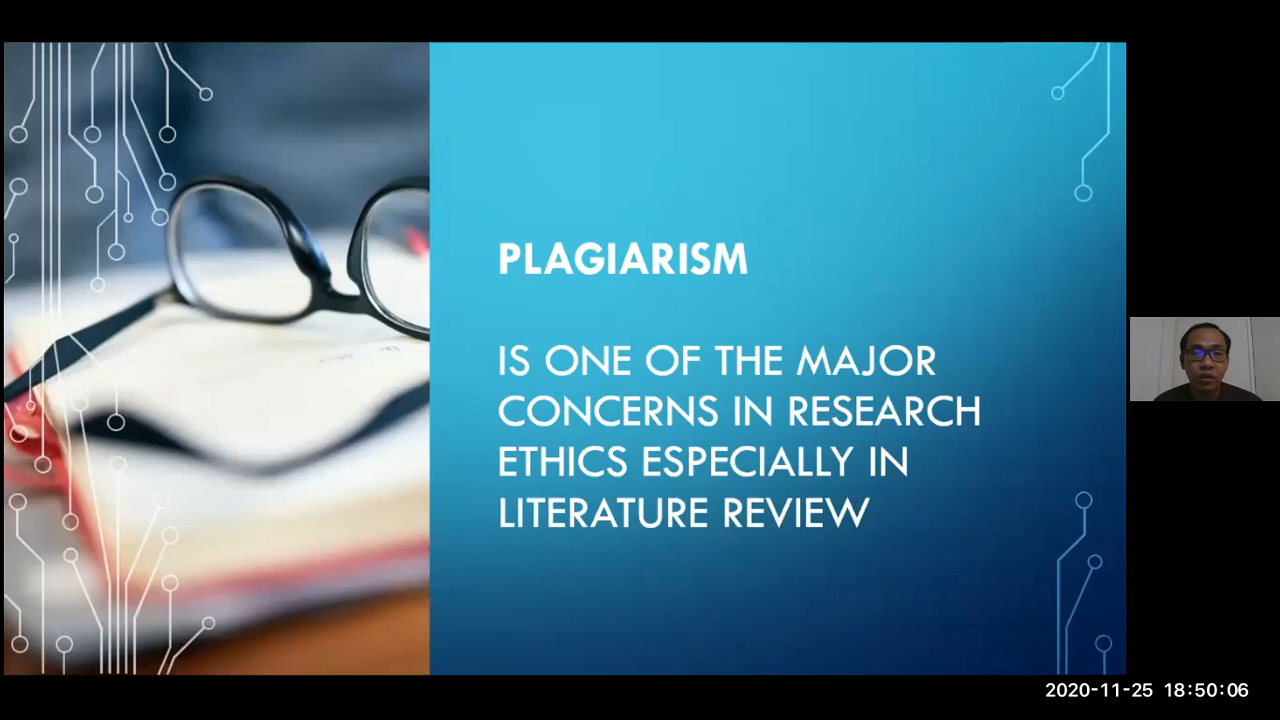 PLAGIARISM
IS ONE OF THE MAJOR
CONCERNS IN RESEARCH
ETHICS ESPECIALLY IN
LITERATURE REVIEW
2020-11-25 18:50:06